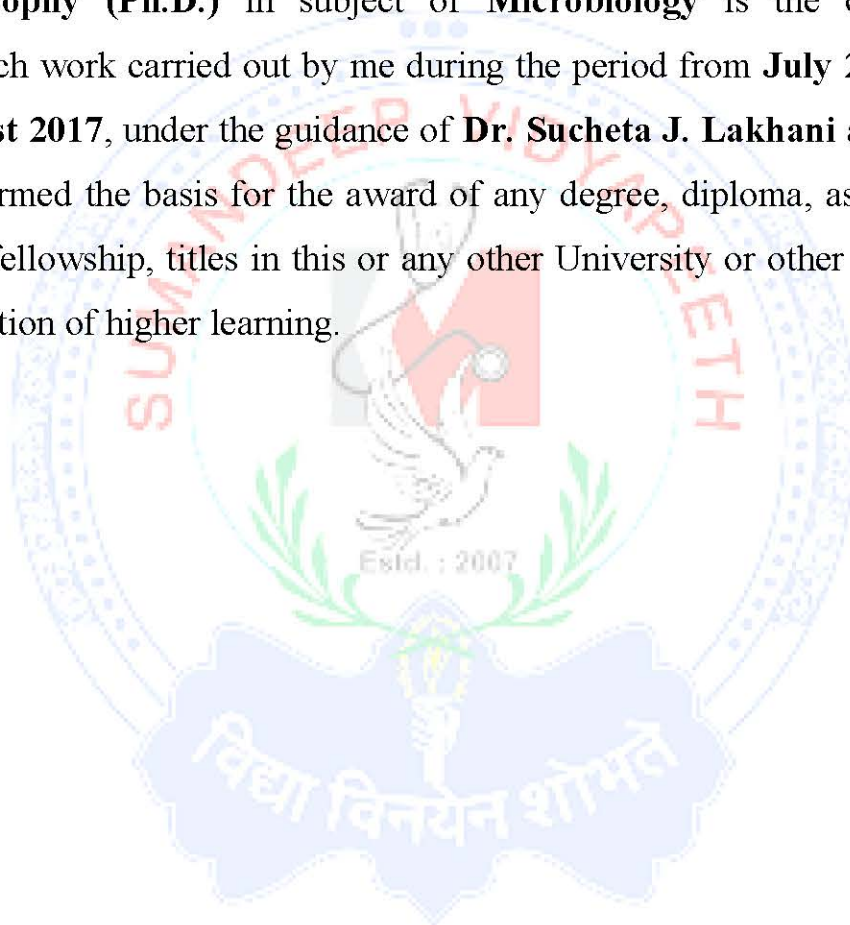 ophy (Ph.D.) in subject of Microbiology is the
ch work carried out by me during the period from July 2
st 2017, under the guidance of Dr. Sucheta J. Lakhani a
rmed the basis for the award of any degree, diploma, as
fellowship, titles in this or any other University or other
tion of higher learning.
SUMANDEEP VIDYAPEETH
Estd. : 2007
विद्या विनयेन शोभते